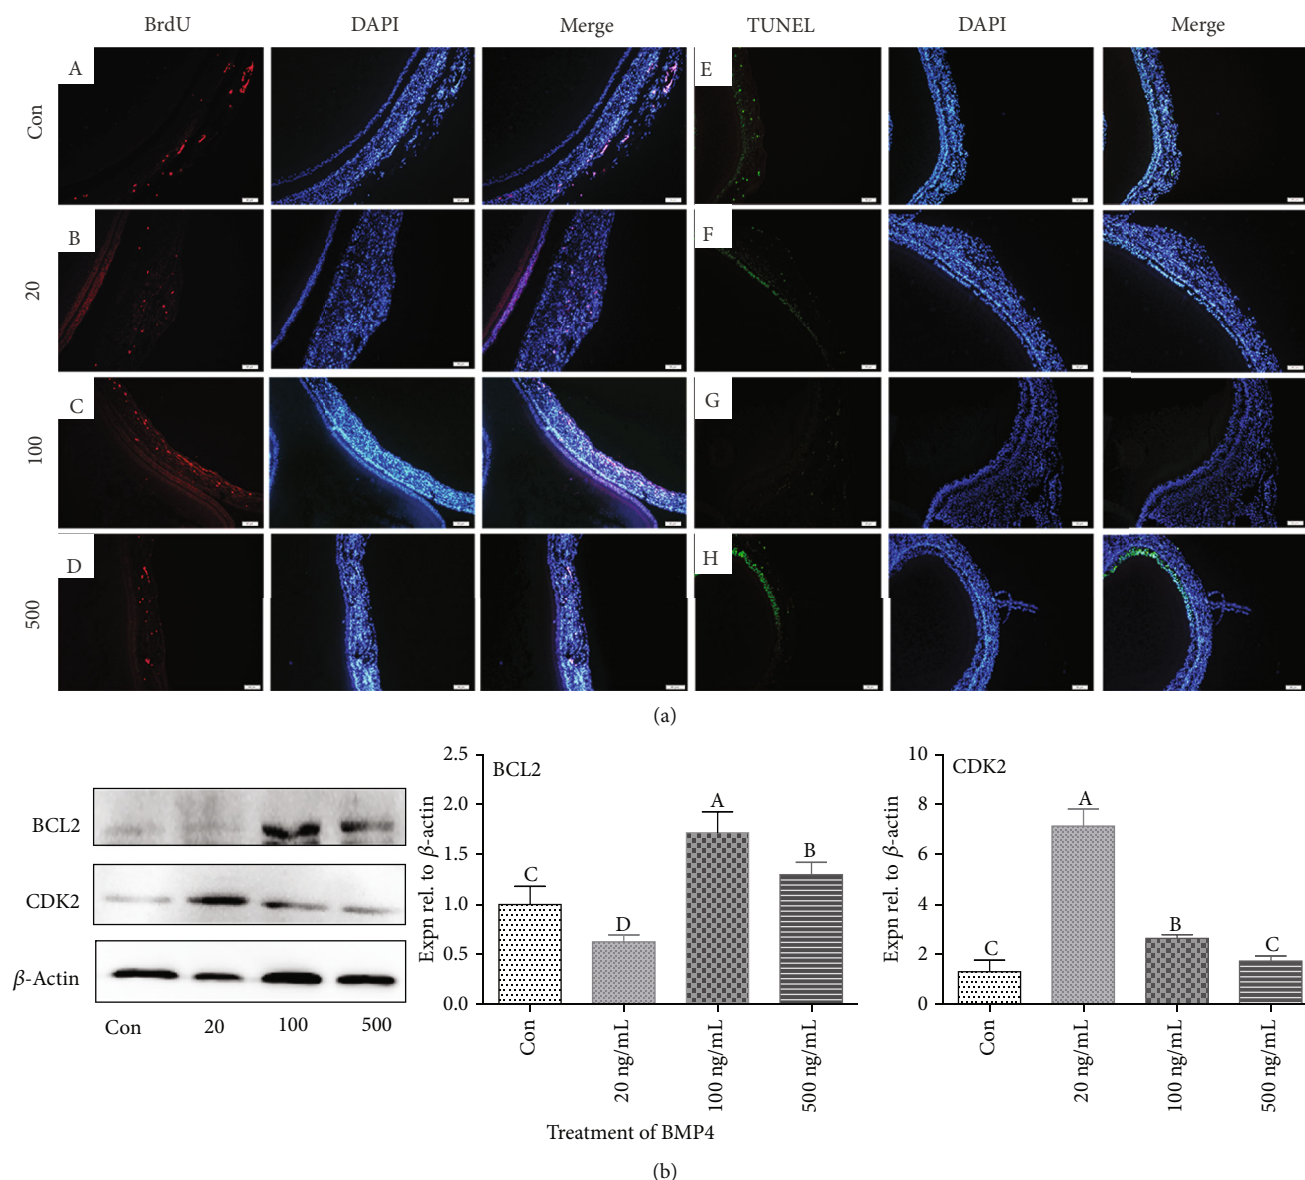 BrdU DAPI Merge TUNEL DAPI Merge
Con A E
20 B F
100 C G
500 D H
(a)
BCL2
CDK2
β-Actin
Con 20 100 500
BCL2
Expn rel. to β-actin
2.5
2.0
1.5
1.0
0.5
0.0
C D A B
Con 20 ng/mL 100 ng/mL 500 ng/mL
CDK2
Expn rel. to β-actin
10
8
6
4
2
0
C A B C
Con 20 ng/mL 100 ng/mL 500 ng/mL
Treatment of BMP4
(b)